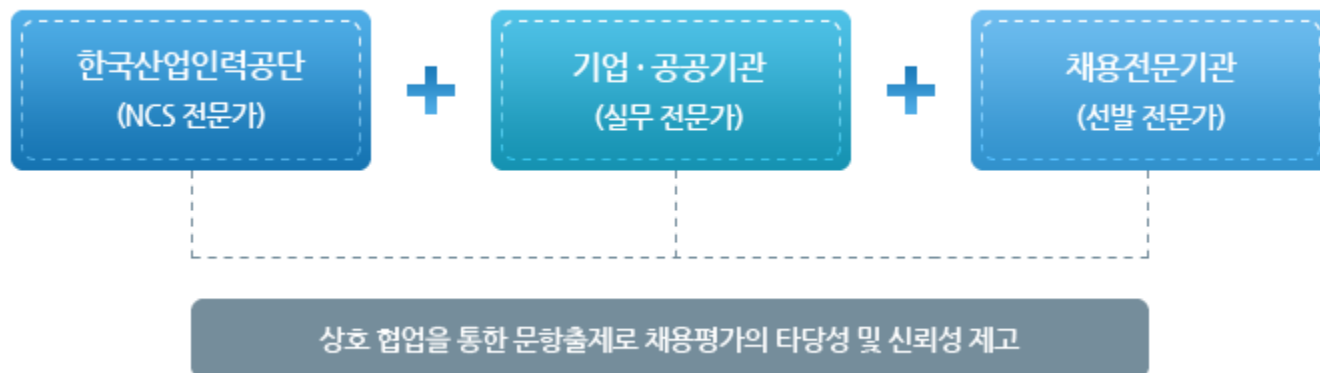 한국산업인력공단
(NCS 전문가)
기업·공공기관
(실무 전문가)
채용전문기관
(선발 전문가)
상호 협업을 통한 문항출제로 채용평가의 타당성 및 신뢰성 제고